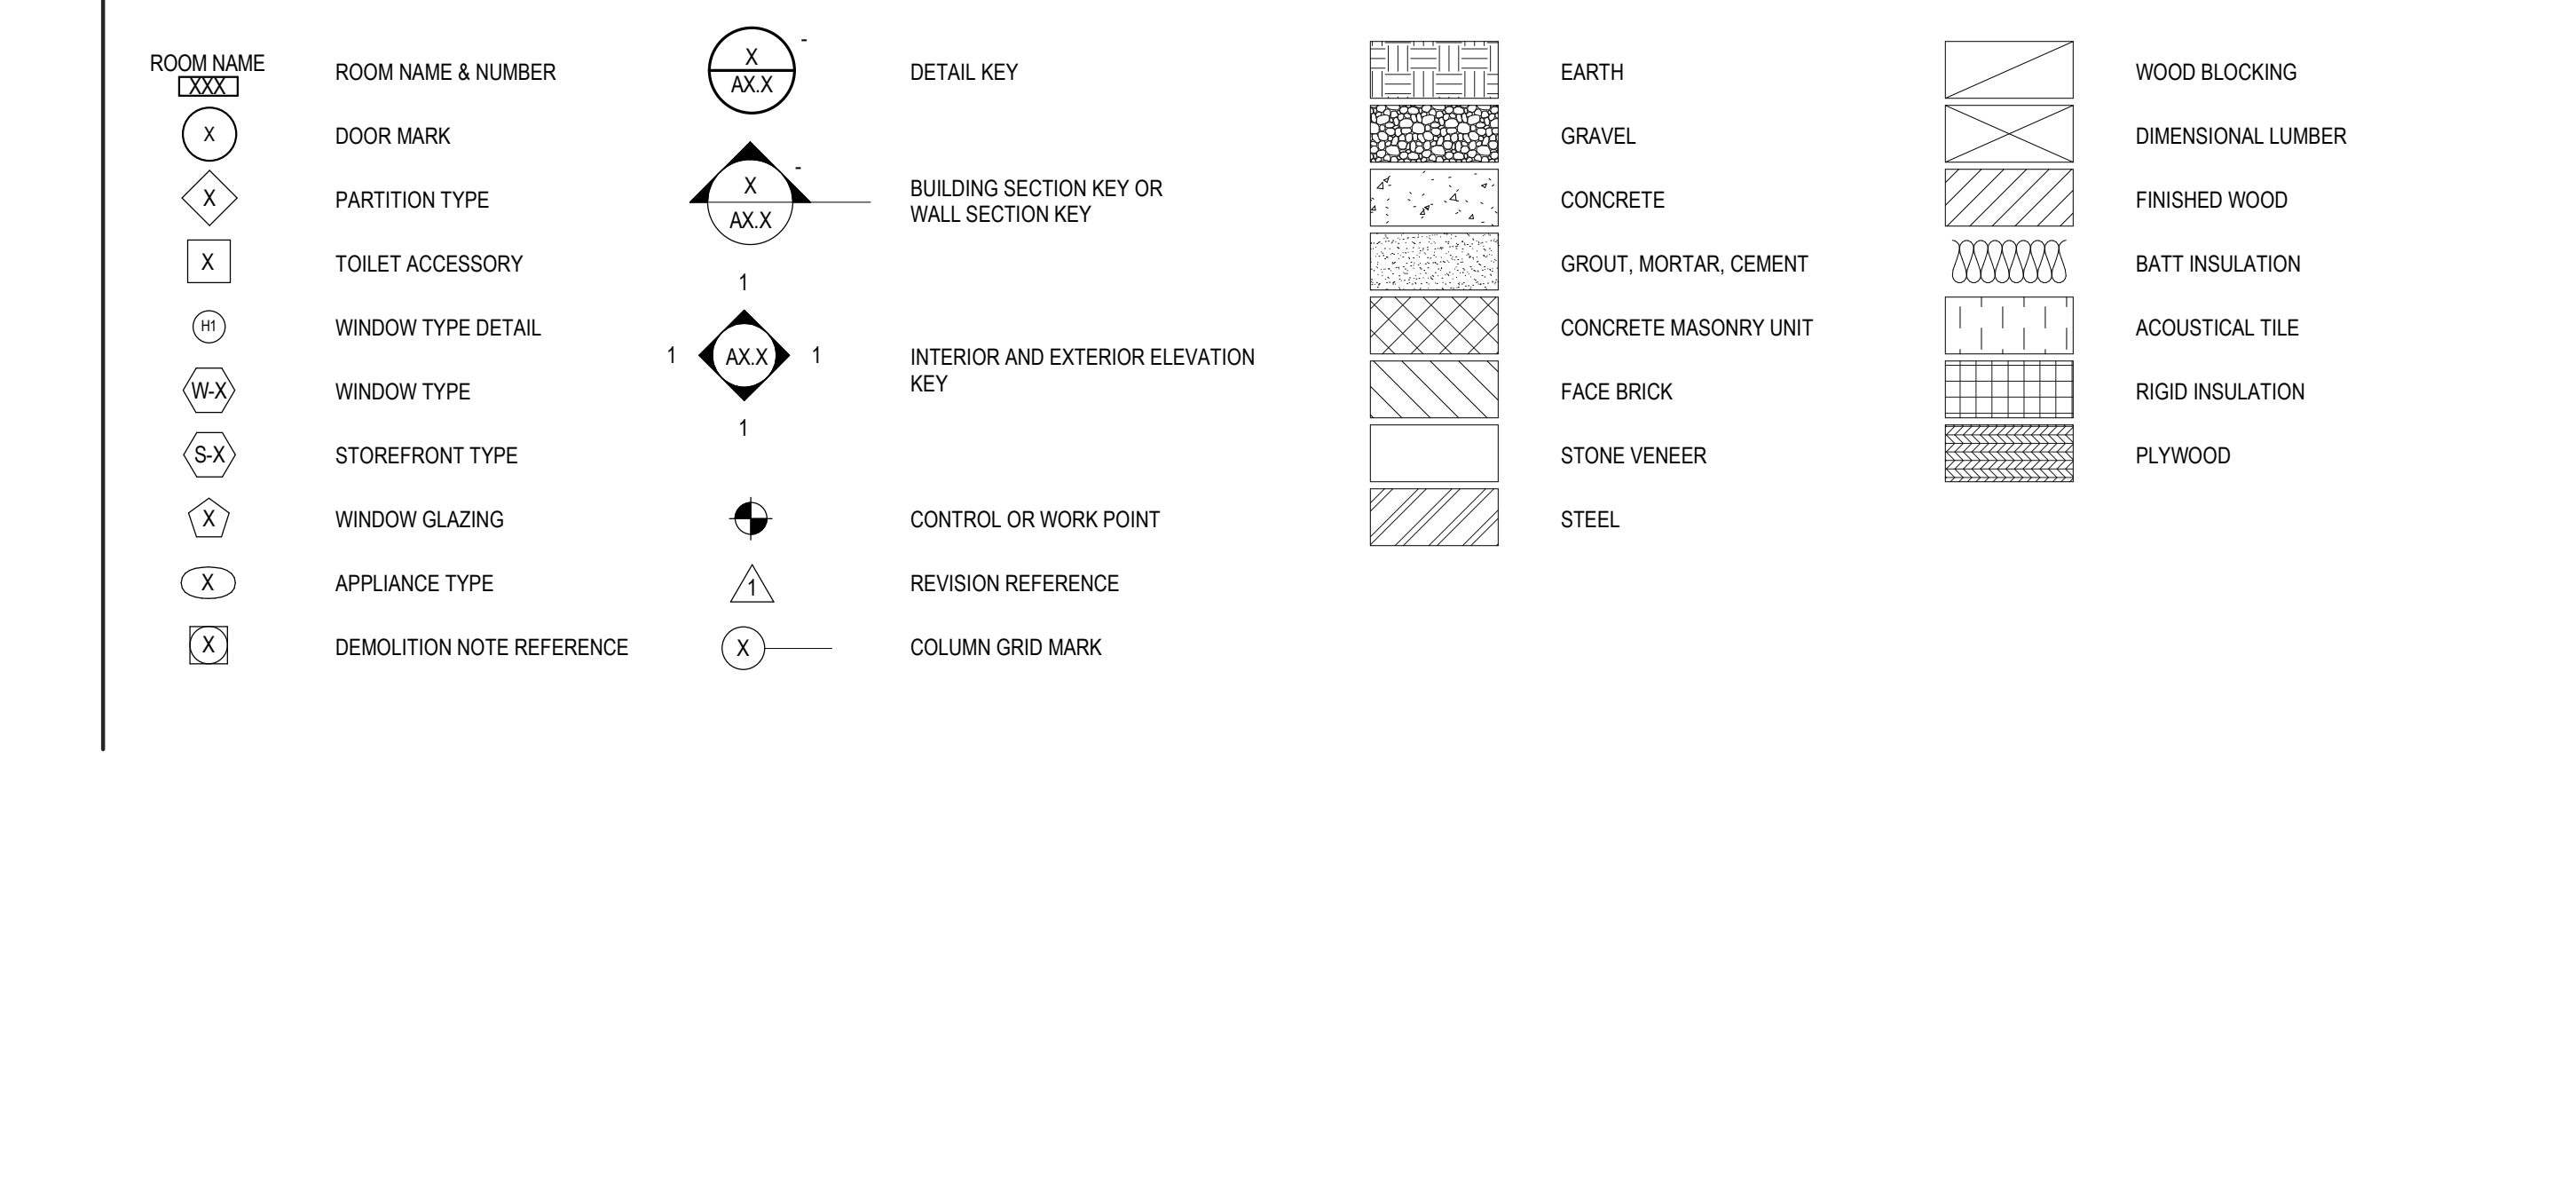 ROOM NAME
XXX
ROOM NAME & NUMBER
X
DOOR MARK
X
PARTITION TYPE
X
TOILET ACCESSORY
H1
WINDOW TYPE DETAIL
W-X
WINDOW TYPE
S-X
STOREFRONT TYPE
X
WINDOW GLAZING
X
APPLIANCE TYPE
X
DEMOLITION NOTE REFERENCE
X
-
AX.X
DETAIL KEY
X
-
AX.X
BUILDING SECTION KEY OR
WALL SECTION KEY
1
1
AX.X
1
1
INTERIOR AND EXTERIOR ELEVATION
KEY
CONTROL OR WORK POINT
1
REVISION REFERENCE
X
COLUMN GRID MARK
EARTH
GRAVEL
CONCRETE
GROUT, MORTAR, CEMENT
CONCRETE MASONRY UNIT
FACE BRICK
STONE VENEER
STEEL
WOOD BLOCKING
DIMENSIONAL LUMBER
FINISHED WOOD
BATT INSULATION
ACOUSTICAL TILE
RIGID INSULATION
PLYWOOD